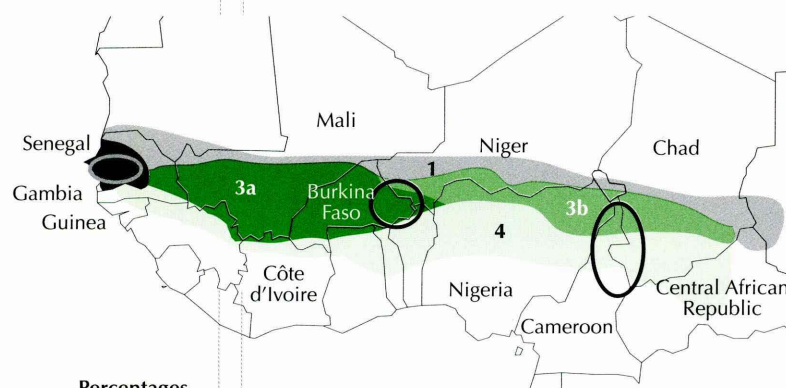 Mali
Senegal
Niger
Chad
1
3a
Gambia
Burkina
Faso
3b
Guinea
4
Côte
d'Ivoire
Nigeria
Central African
Republic
Cameroon
Percentages